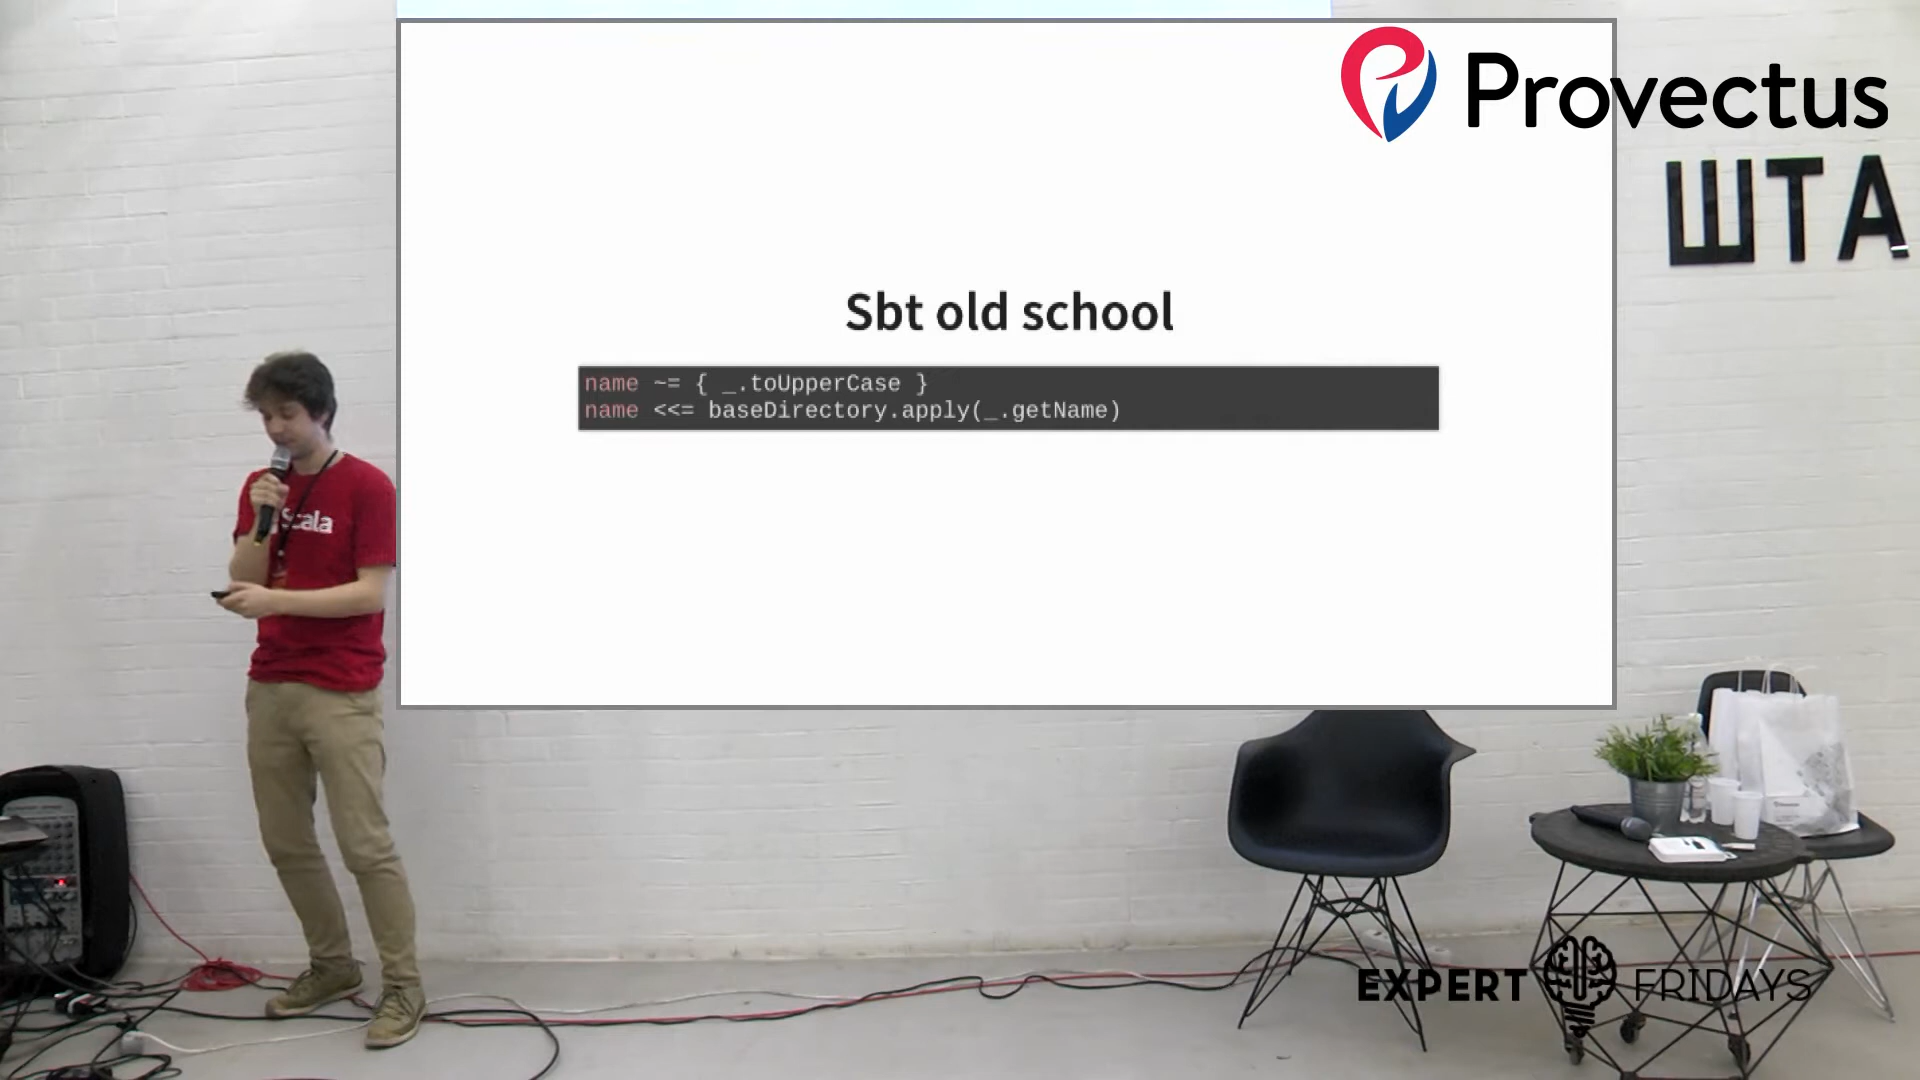 Provectus
ШТА
Sbt old school
name ~= { _.toUpperCase }
name <<= baseDirectory.apply(_.getName)
Scala
EXPERT FRIDAYS